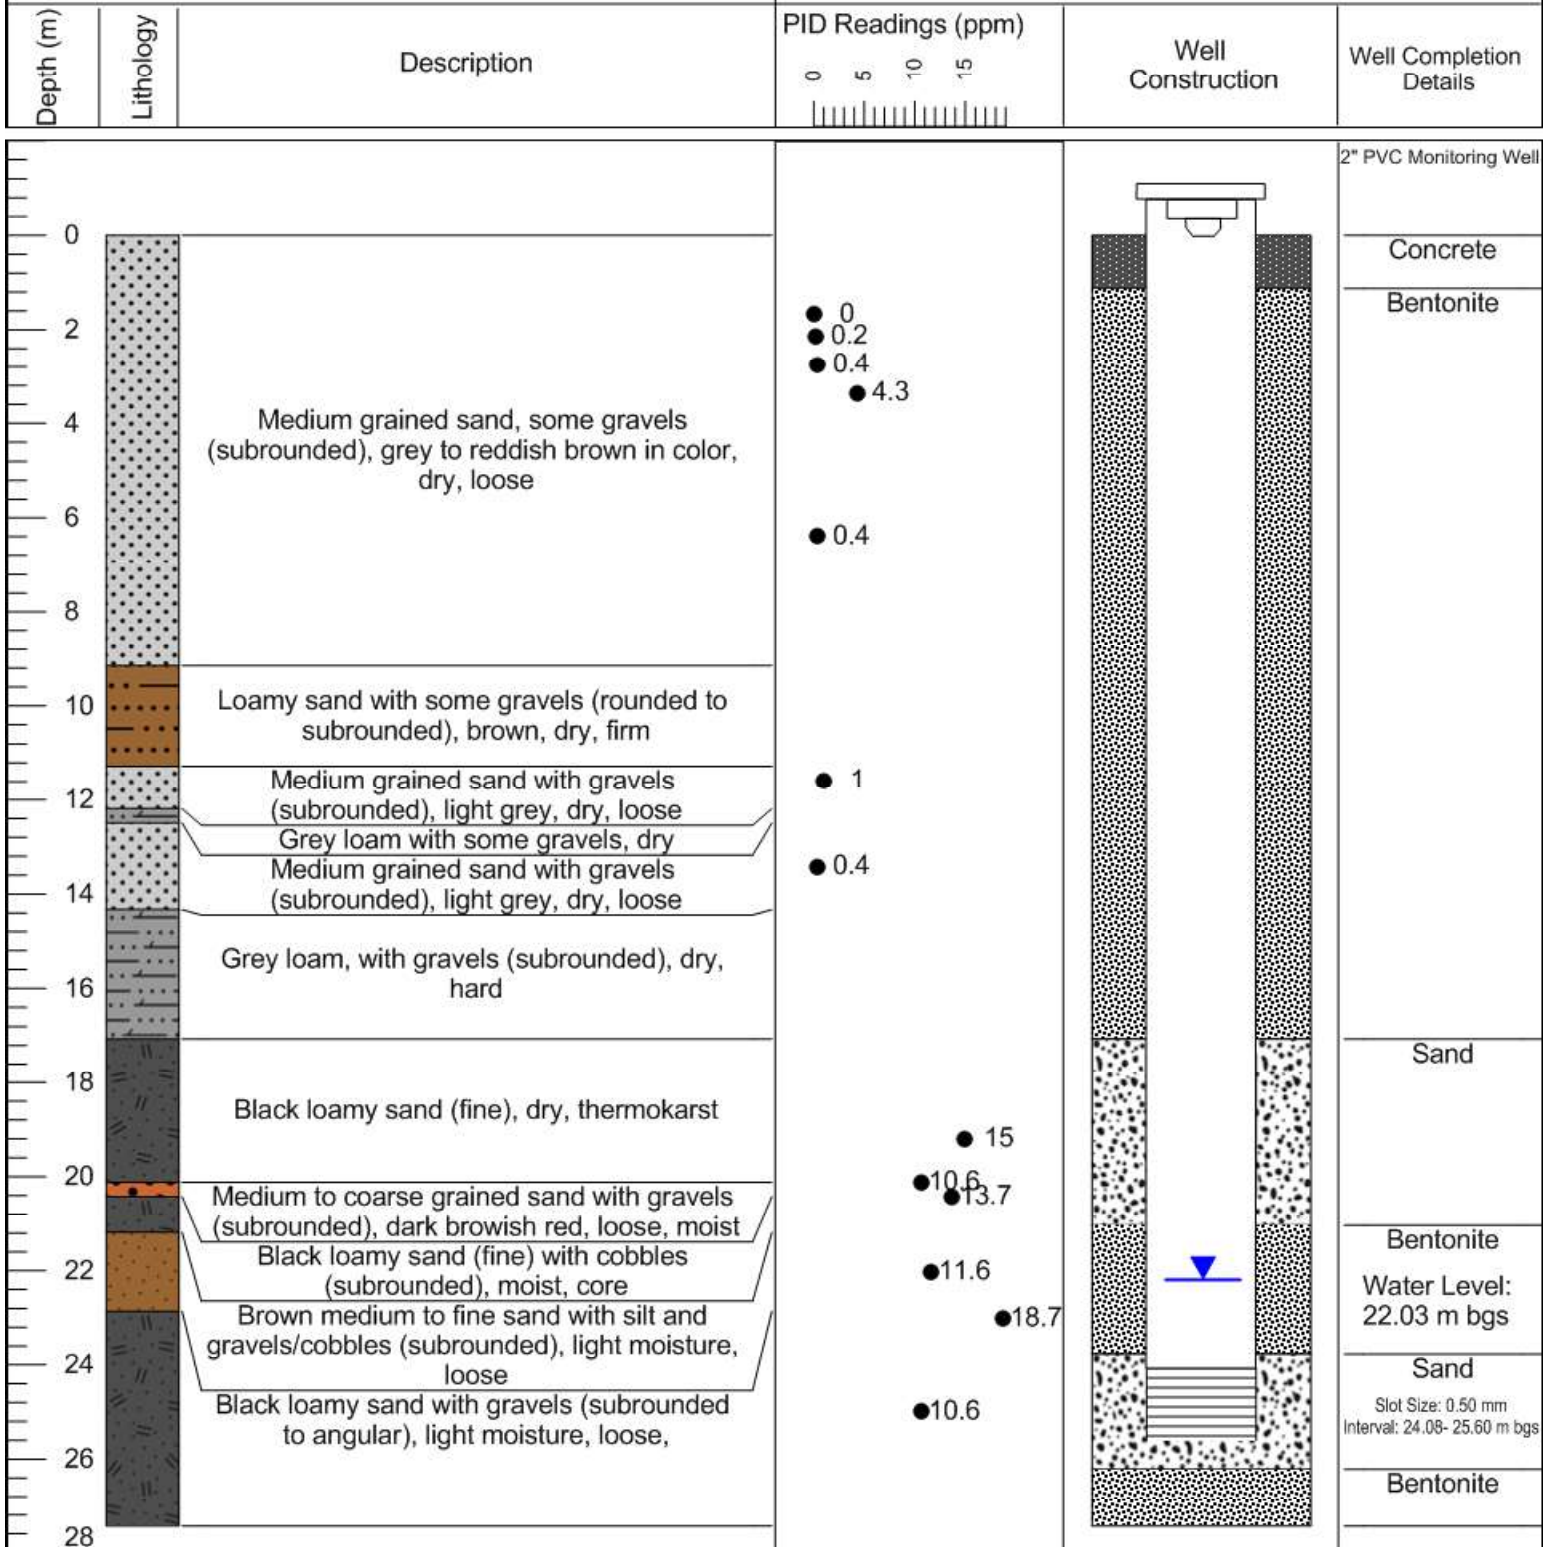 Depth (m)
Lithology
Description
PID Readings (ppm)
0
5
10
15
Well
Construction
Well Completion
Details
2" PVC Monitoring Well
0
2
4
6
8
10
12
14
16
18
20
22
24
26
28
Medium grained sand, some gravels
(subrounded), grey to reddish brown in color,
dry, loose
Loamy sand with some gravels (rounded to
subrounded), brown, dry, firm
Medium grained sand with gravels
(subrounded), light grey, dry, loose
Grey loam with some gravels, dry
Medium grained sand with gravels
(subrounded), light grey, dry, loose
Grey loam, with gravels (subrounded), dry,
hard
Black loamy sand (fine), dry, thermokarst
Medium to coarse grained sand with gravels
(subrounded), dark browish red, loose, moist
Black loamy sand (fine) with cobbles
(subrounded), moist, core
Brown medium to fine sand with silt and
gravels/cobbles (subrounded), light moisture,
loose
Black loamy sand with gravels (subrounded
to angular), light moisture, loose,
0
0.2
0.4
4.3
0.4
1
0.4
15
10.6
13.7
11.6
18.7
10.6
Concrete
Bentonite
Sand
Bentonite
Water Level:
22.03 m bgs
Sand
Slot Size: 0.50 mm
Interval: 24.08- 25.60 m bgs
Bentonite